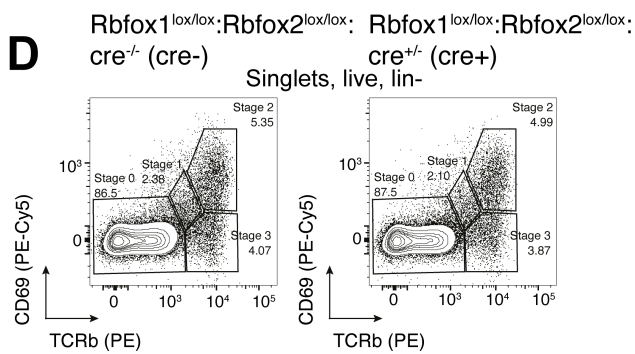 D
Rbfox1lox/lox:Rbfox2lox/lox:
cre-/- (cre-)
Rbfox1lox/lox:Rbfox2lox/lox:
cre+/- (cre+)
Singlets, live, lin-
Stage 2
5.35
Stage 1
2.38
Stage 0
86.5
Stage 3
4.07
10³
0
0
10³
10⁴
10⁵
CD69 (PE-Cy5)
TCRb (PE)
Stage 2
4.99
Stage 1
2.10
Stage 0
87.5
Stage 3
3.87
10³
0
0
10³
10⁴
10⁵
CD69 (PE-Cy5)
TCRb (PE)